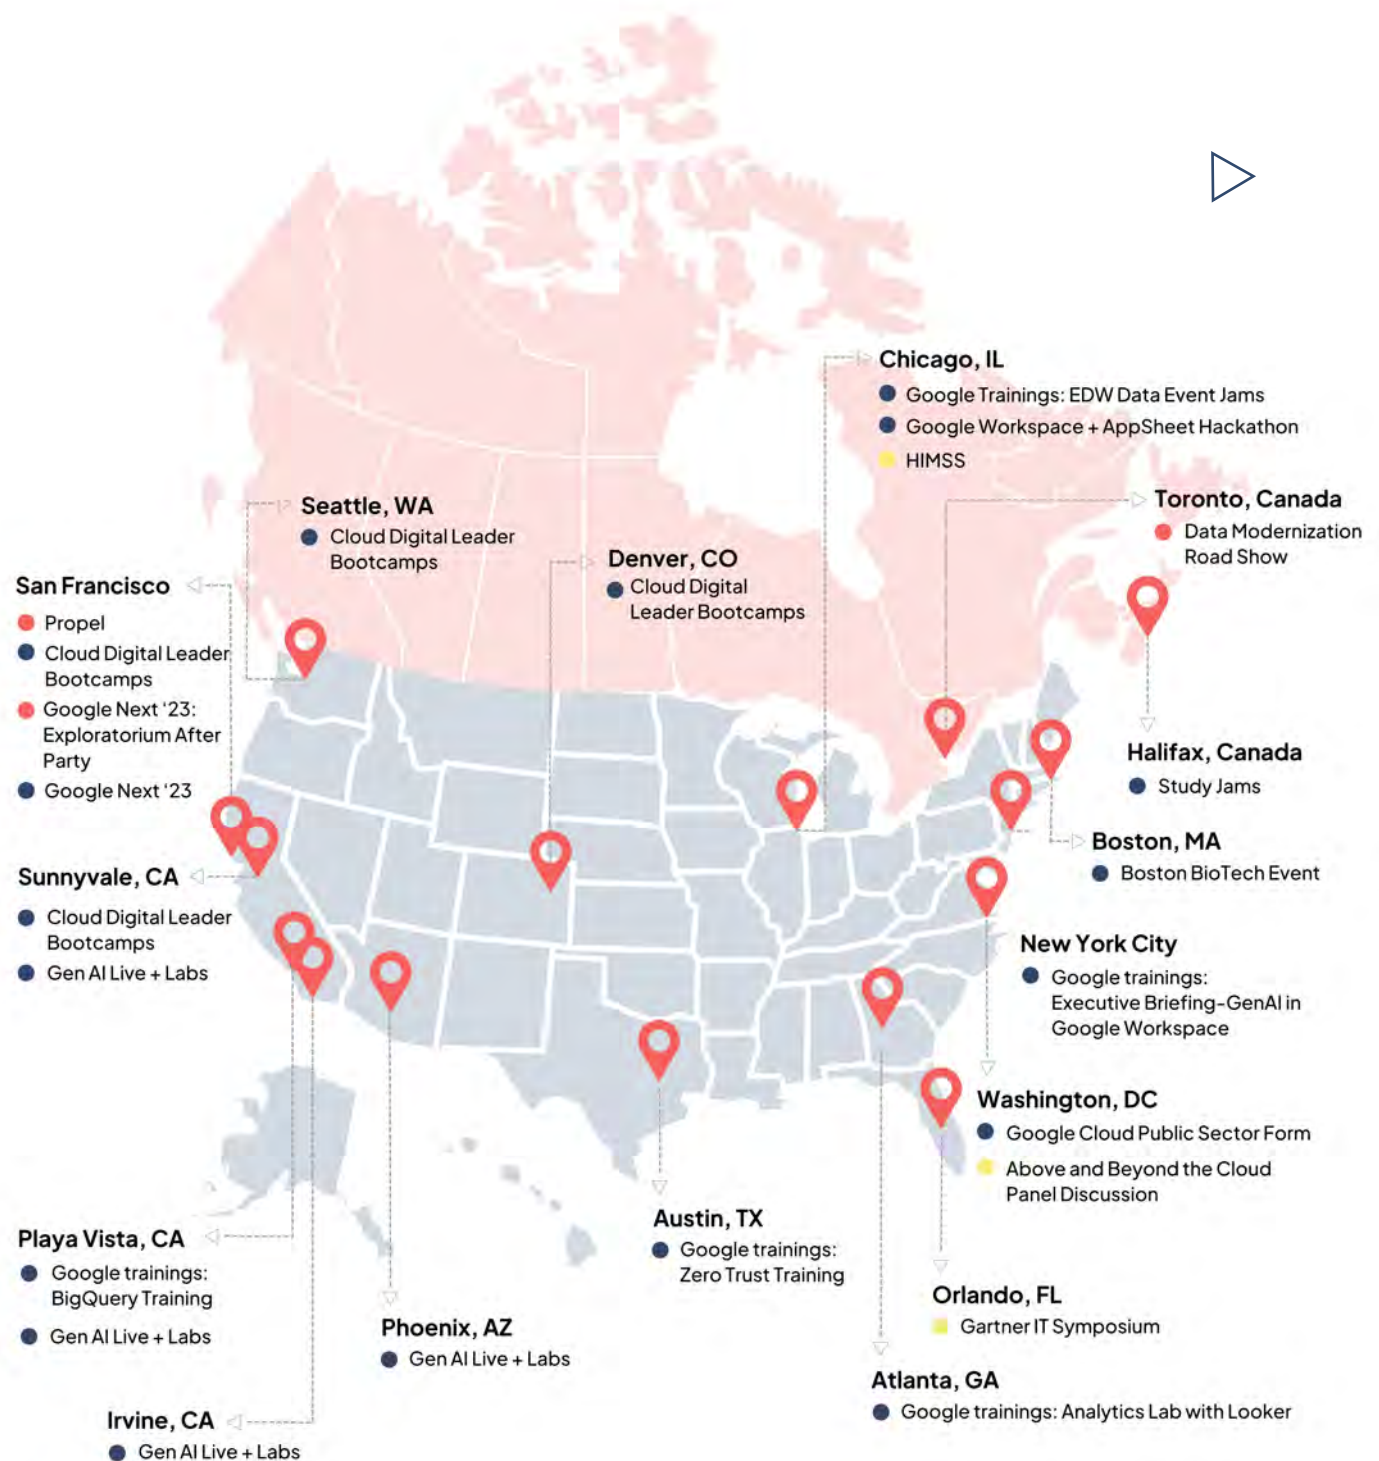 Chicago, IL
Google Trainings: EDW Data Event Jams
Google Workspace + AppSheet Hackathon
HIMSS
Toronto, Canada
Data Modernization
Road Show
Seattle, WA
Cloud Digital Leader
Bootcamps
Denver, CO
Cloud Digital
Leader Bootcamps
San Francisco
Propel
Cloud Digital Leader
Bootcamps
Google Next ‘23:
Exploratorium After
Party
Google Next ‘23
Halifax, Canada
Study Jams
Boston, MA
Boston BioTech Event
Sunnyvale, CA
Cloud Digital Leader
Bootcamps
Gen AI Live + Labs
New York City
Google trainings:
Executive Briefing-GenAI in
Google Workspace
Washington, DC
Google Cloud Public Sector Form
Above and Beyond the Cloud
Panel Discussion
Austin, TX
Google trainings:
Zero Trust Training
Playa Vista, CA
Google trainings:
BigQuery Training
Gen AI Live + Labs
Orlando, FL
Gartner IT Symposium
Phoenix, AZ
Gen AI Live + Labs
Atlanta, GA
Google trainings: Analytics Lab with Looker
Irvine, CA
Gen AI Live + Labs